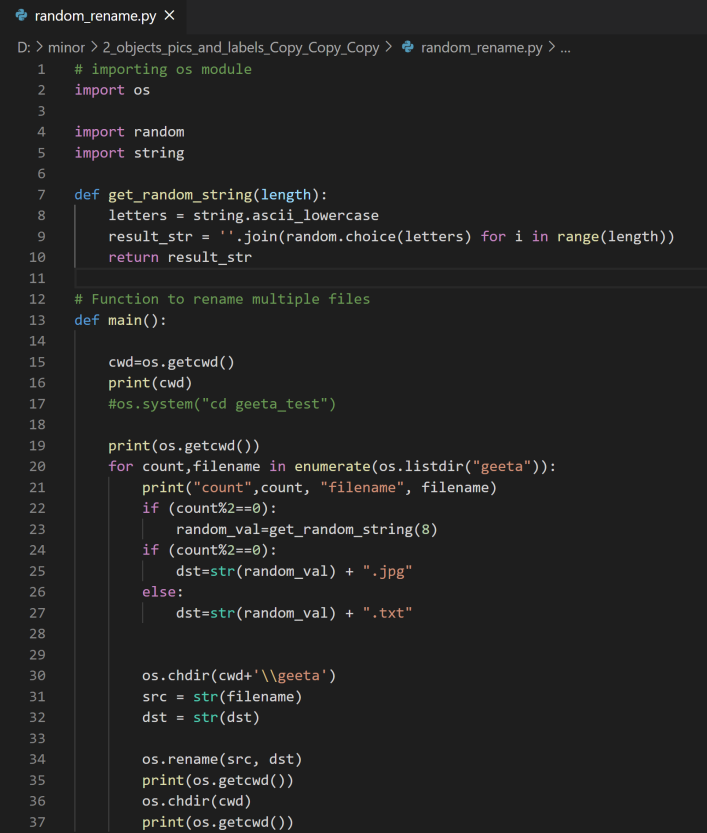 random_rename.py
D: > minor > 2_objects_pics_and_labels_Copy_Copy_Copy > random_rename.py > ...
1 # importing os module
2 import os
3
4 import random
5 import string
6
7 def get_random_string(length):
8     letters = string.ascii_lowercase
9     result_str = ''.join(random.choice(letters) for i in range(length))
10     return result_str
11
12 # Function to rename multiple files
13 def main():
14
15     cwd=os.getcwd()
16     print(cwd)
17     #os.system("cd geeta_test")
18
19     print(os.getcwd())
20     for count,filename in enumerate(os.listdir("geeta")):
21         print("count",count, "filename", filename)
22         if (count%2==0):
23             random_val=get_random_string(8)
24         if (count%2==0):
25             dst=str(random_val) + ".jpg"
26         else:
27             dst=str(random_val) + ".txt"
28
29
30         os.chdir(cwd+'\\geeta')
31         src = str(filename)
32         dst = str(dst)
33
34         os.rename(src, dst)
35         print(os.getcwd())
36         os.chdir(cwd)
37         print(os.getcwd())